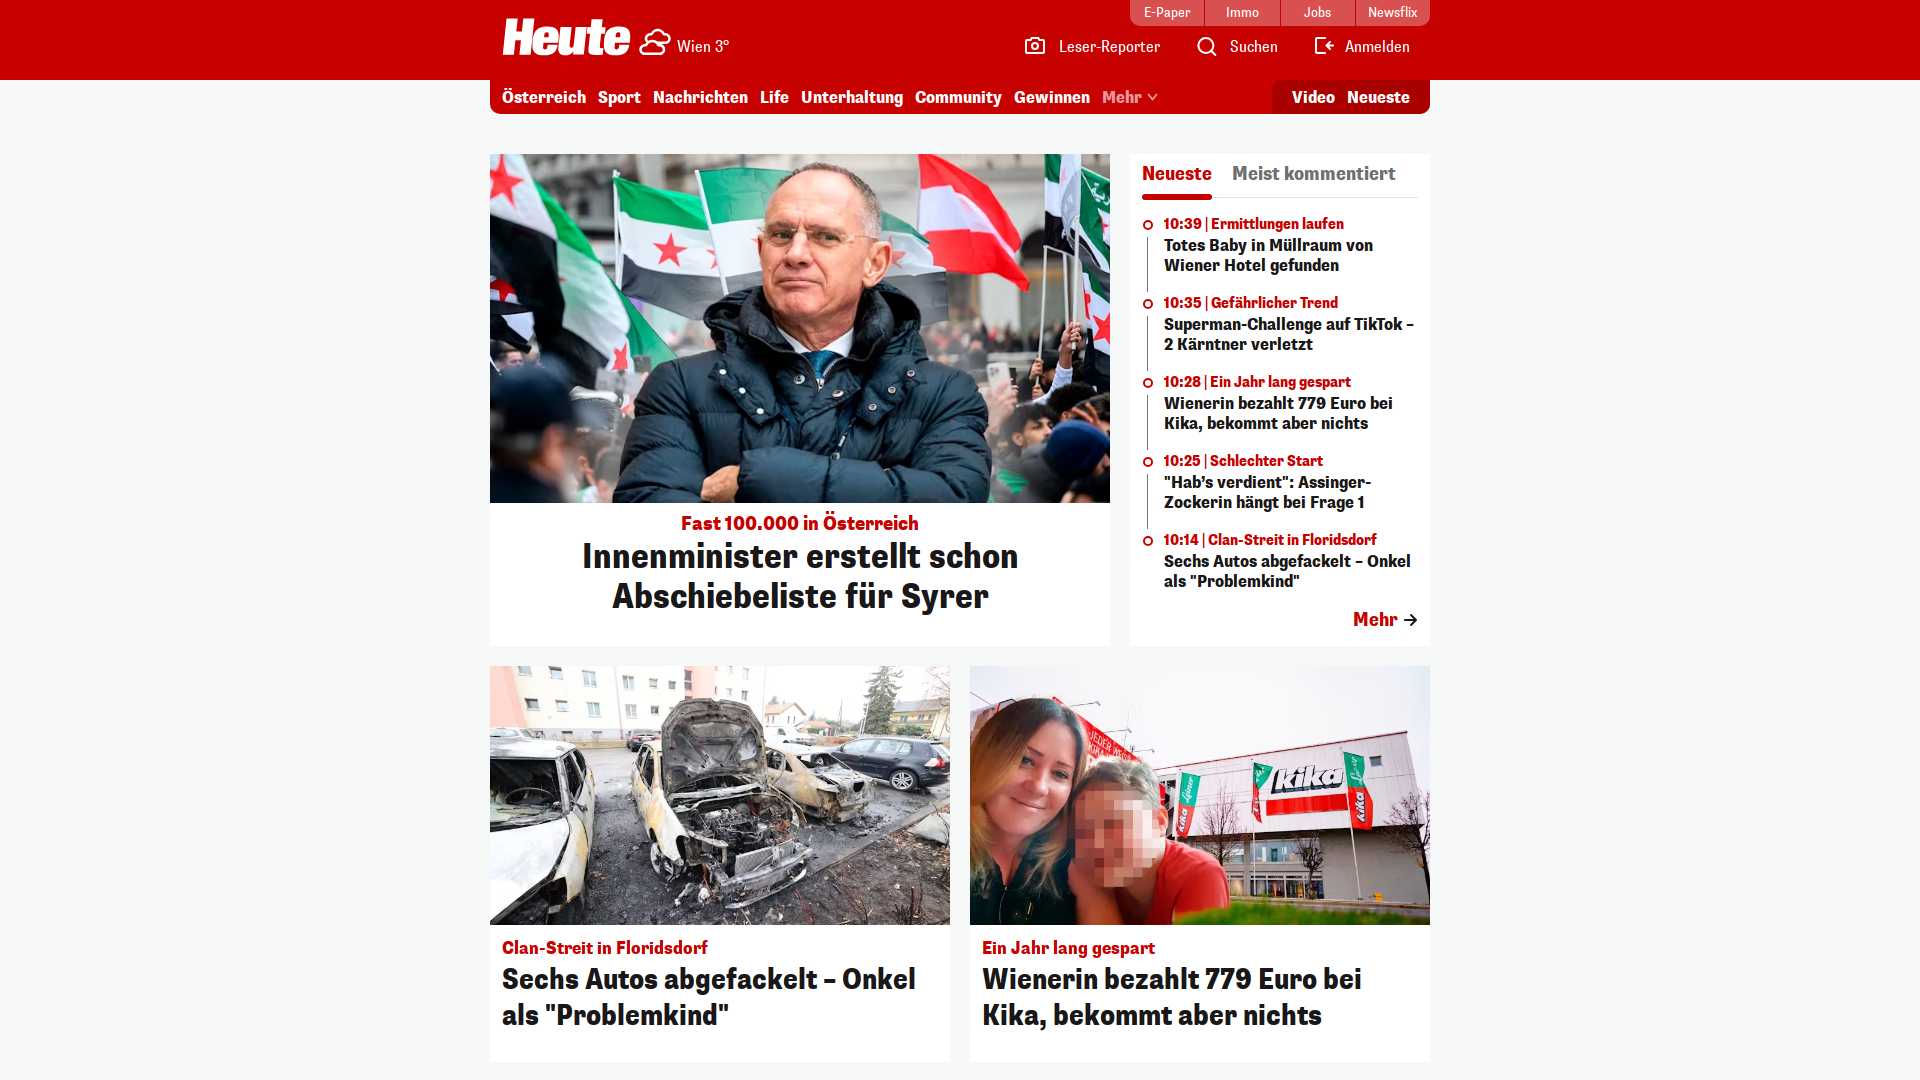 E-Paper
Immo
Jobs
Newsflix
Heute
Wien 3°
Leser-Reporter
Suchen
Anmelden
Österreich
Sport
Nachrichten
Life
Unterhaltung
Community
Gewinnen
Mehr
Video
Neueste
Fast 100.000 in Österreich
Innenminister erstellt schon
Abschiebeliste für Syrer
Neueste
Meist kommentiert
10:39 | Ermittlungen laufen
Totes Baby in Müllraum von
Wiener Hotel gefunden
10:35 | Gefährlicher Trend
Superman-Challenge auf TikTok –
2 Kärntner verletzt
10:28 | Ein Jahr lang gespart
Wienerin bezahlt 779 Euro bei
Kika, bekommt aber nichts
10:25 | Schlechter Start
"Hab’s verdient": Assinger-
Zockerin hängt bei Frage 1
10:14 | Clan-Streit in Floridsdorf
Sechs Autos abgefackelt – Onkel
als "Problemkind"
Mehr
Clan-Streit in Floridsdorf
Sechs Autos abgefackelt – Onkel
als "Problemkind"
kika
kika
kika
Leiner
Ein Jahr lang gespart
Wienerin bezahlt 779 Euro bei
Kika, bekommt aber nichts